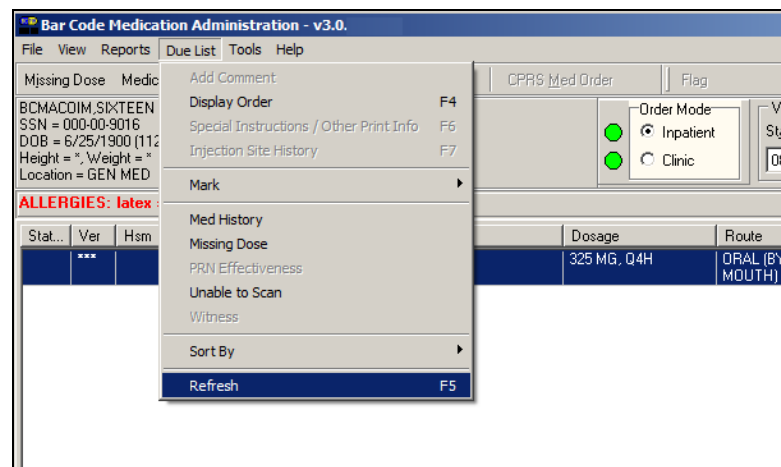 Bar Code Medication Administration - v3.0.
File View Reports Due List Tools Help
Missing Dose Medic CPRS Med Order Flag
Add Comment
Display Order F4
Special Instructions / Other Print Info F6
Injection Site History F7
Mark
Med History
Missing Dose
PRN Effectiveness
Unable to Scan
Witness
Sort By
Refresh F5
BCMACOIM,SIXTEEN
SSN = 000-00-9016
DOB = 6/25/1900 (112
Height = *, Weight = *
Location = GEN MED
Order Mode
Inpatient
Clinic
ALLERGIES: latex
Stat... Ver Hsm Dosage Route
*** 325 MG, Q4H ORAL (BY
MOUTH)